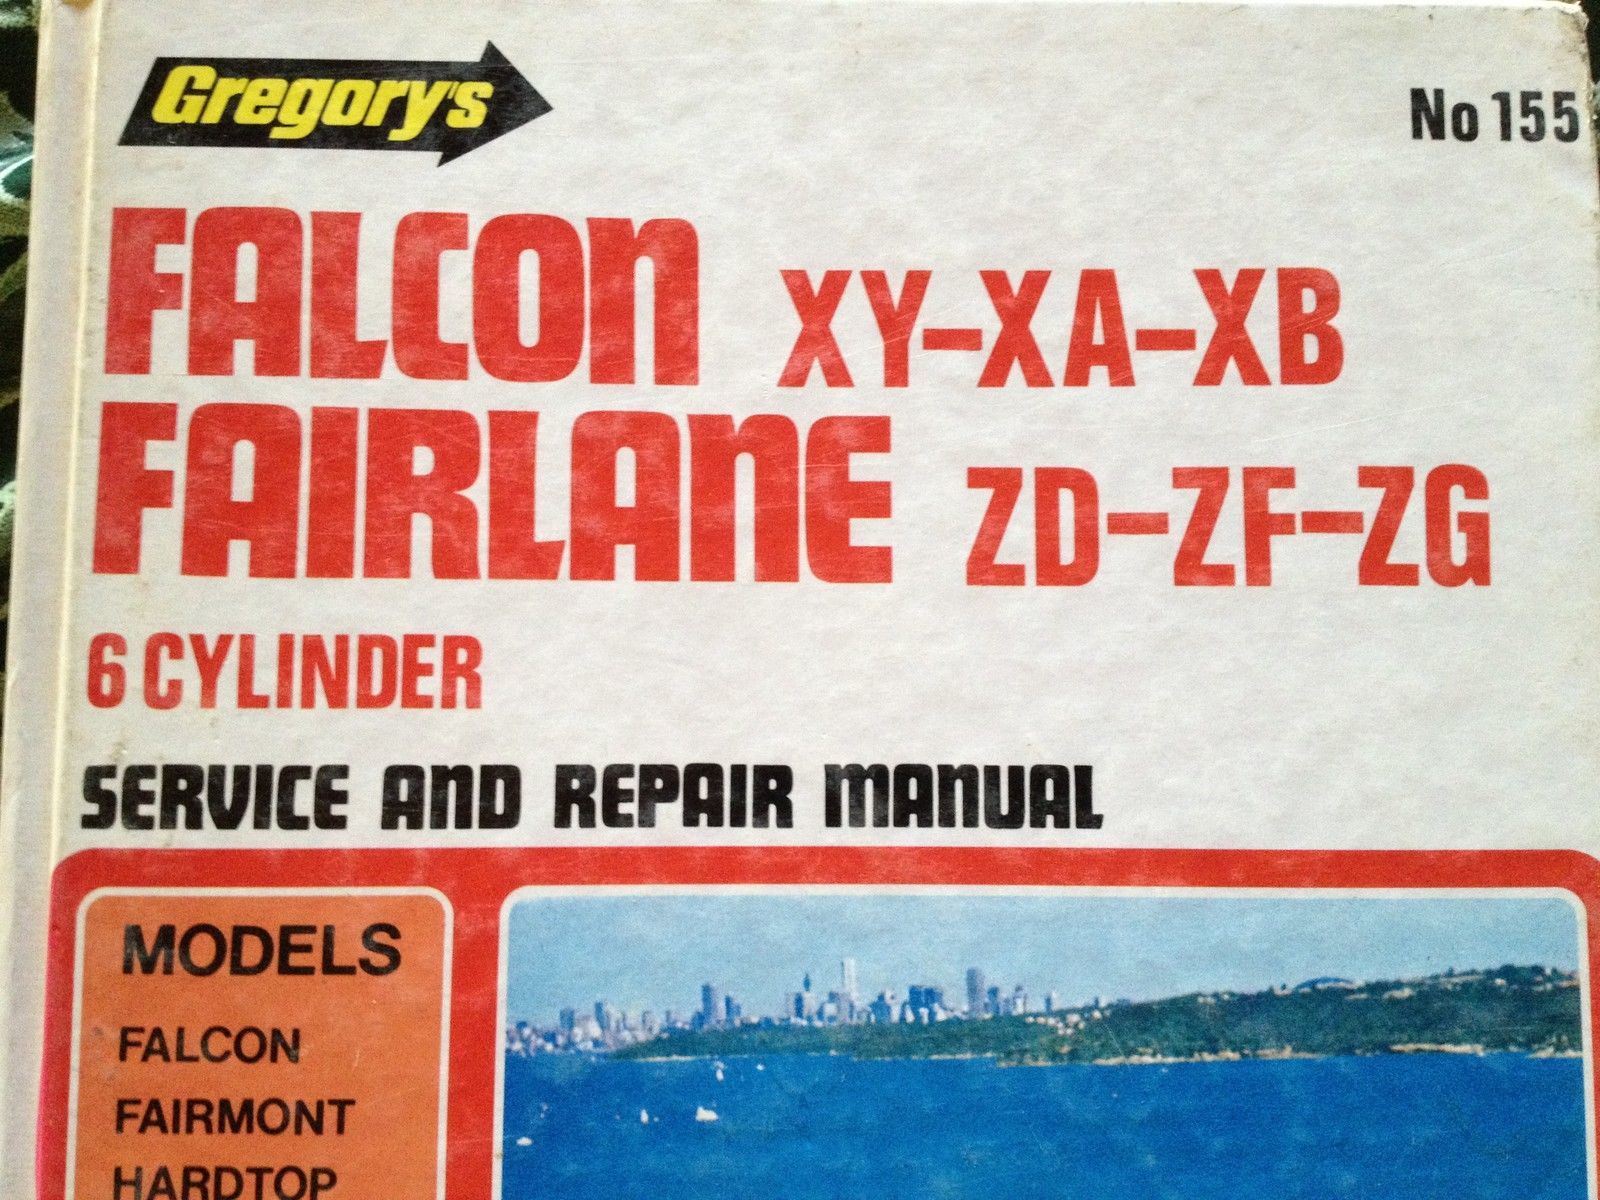 Gregory's
No 155
FALCON XY-XA-XB
FAIRLANE ZD-ZF-ZG
6 CYLINDER
SERVICE AND REPAIR MANUAL
MODELS
FALCON
FAIRMONT
HARDTOP